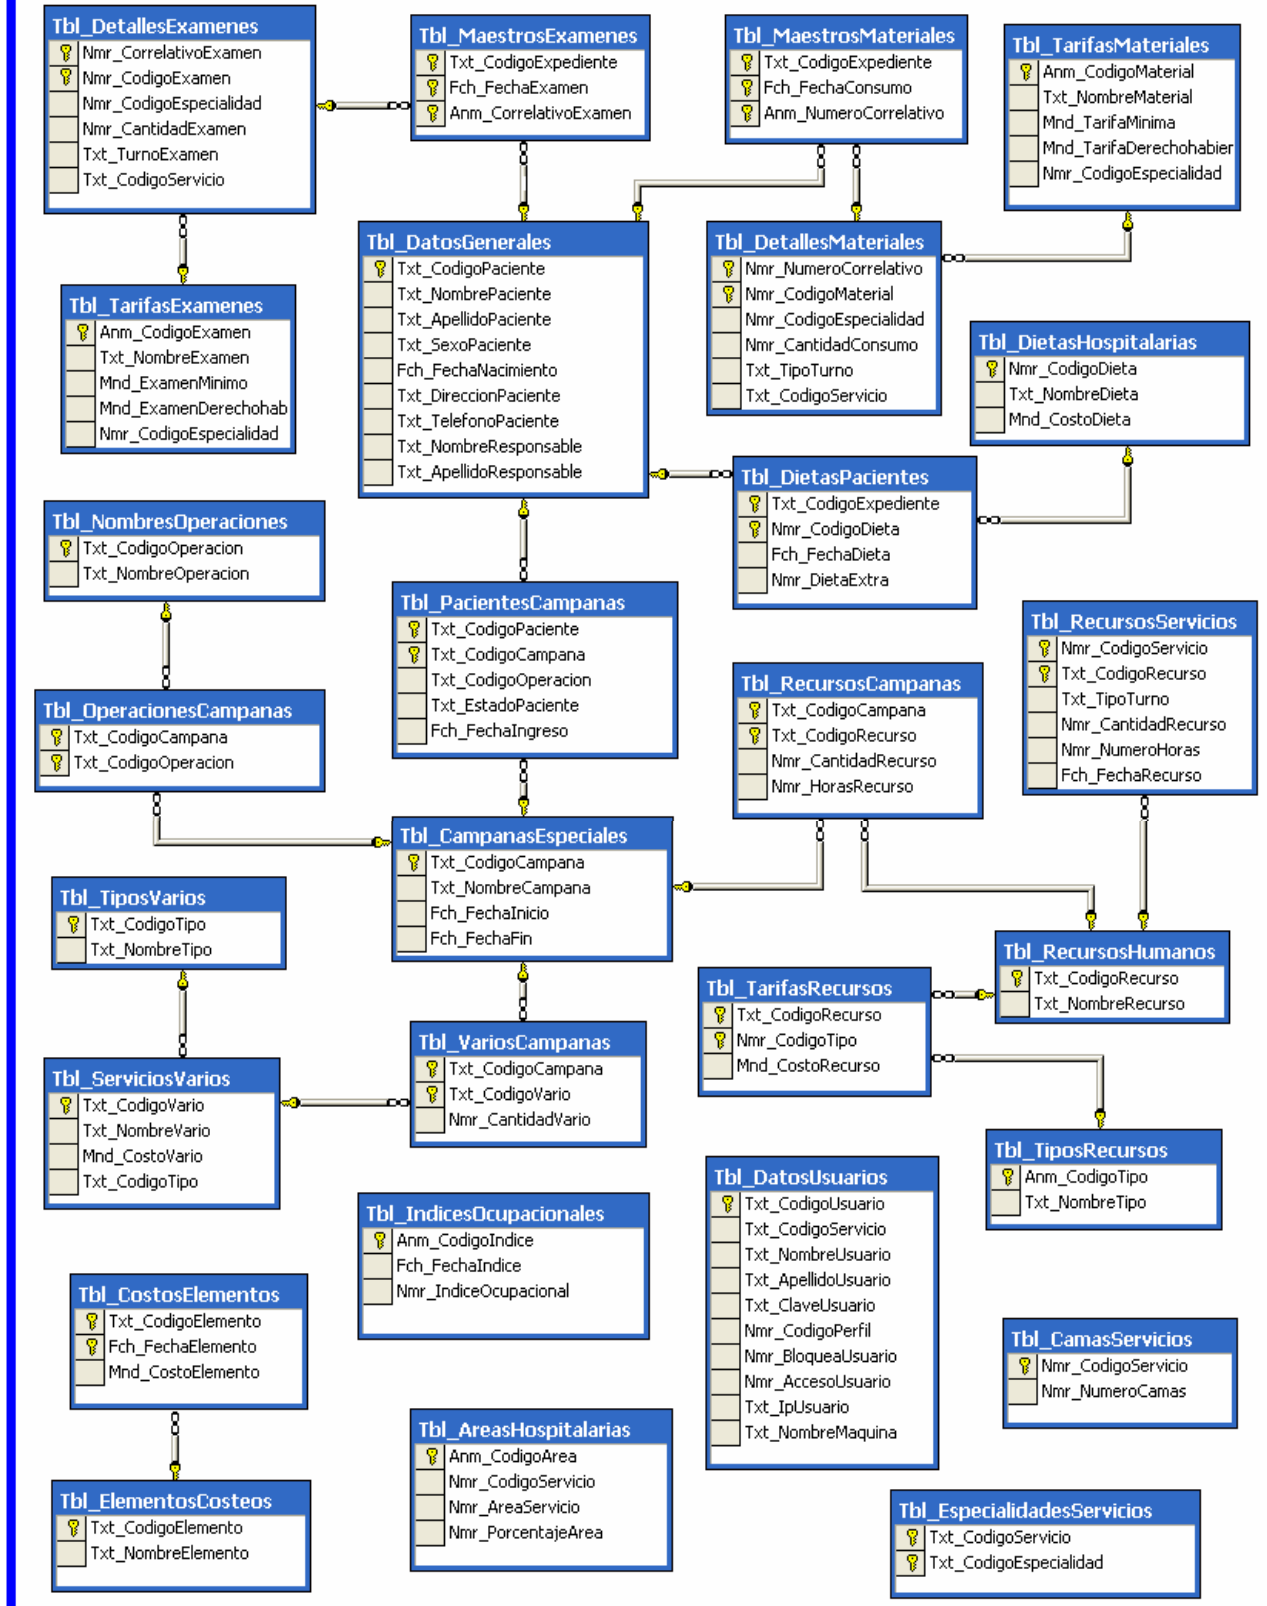 Tbl_DetallesExamenes
Nmr_CorrelativoExamen
Nmr_CodigoExamen
Nmr_CodigoEspecialidad
Nmr_CantidadExamen
Txt_TurnoExamen
Txt_CodigoServicio
Tbl_MaestrosExamenes
Txt_CodigoExpediente
Fch_FechaExamen
Anm_CorrelativoExamen
Tbl_MaestrosMateriales
Txt_CodigoExpediente
Fch_FechaConsumo
Anm_NumeroCorrelativo
Tbl_TarifasMateriales
Anm_CodigoMaterial
Txt_NombreMaterial
Mnd_TarifaMinima
Mnd_TarifaDerechohabier
Nmr_CodigoEspecialidad
Tbl_TarifasExamenes
Anm_CodigoExamen
Txt_NombreExamen
Mnd_ExamenMinimo
Mnd_ExamenDerechohab
Nmr_CodigoEspecialidad
Tbl_DatosGenerales
Txt_CodigoPaciente
Txt_NombrePaciente
Txt_ApellidoPaciente
Txt_SexoPaciente
Fch_FechaNacimiento
Txt_DireccionPaciente
Txt_TelefonoPaciente
Txt_NombreResponsable
Txt_ApellidoResponsable
Tbl_DetallesMateriales
Nmr_NumeroCorrelativo
Nmr_CodigoMaterial
Nmr_CodigoEspecialidad
Nmr_CantidadConsumo
Txt_TipoTurno
Txt_CodigoServicio
Tbl_DietasHospitalarias
Nmr_CodigoDieta
Txt_NombreDieta
Mnd_CostoDieta
Tbl_DietasPacientes
Txt_CodigoExpediente
Nmr_CodigoDieta
Fch_FechaDieta
Nmr_DietaExtra
Tbl_NombresOperaciones
Txt_CodigoOperacion
Txt_NombreOperacion
Tbl_PacientesCampanas
Txt_CodigoPaciente
Txt_CodigoCampana
Txt_CodigoOperacion
Txt_EstadoPaciente
Fch_FechaIngreso
Tbl_RecursosServicios
Nmr_CodigoServicio
Txt_CodigoRecurso
Txt_TipoTurno
Nmr_CantidadRecurso
Nmr_NumeroHoras
Fch_FechaRecurso
Tbl_OperacionesCampanas
Txt_CodigoCampana
Txt_CodigoOperacion
Tbl_RecursosCampanas
Txt_CodigoCampana
Txt_CodigoRecurso
Nmr_CantidadRecurso
Nmr_HorasRecurso
Tbl_CampanasEspeciales
Txt_CodigoCampana
Txt_NombreCampana
Fch_FechaInicio
Fch_FechaFin
Tbl_TiposVarios
Txt_CodigoTipo
Txt_NombreTipo
Tbl_RecursosHumanos
Txt_CodigoRecurso
Txt_NombreRecurso
Tbl_TarifasRecursos
Txt_CodigoRecurso
Nmr_CodigoTipo
Mnd_CostoRecurso
Tbl_VariosCampanas
Txt_CodigoCampana
Txt_CodigoVario
Nmr_CantidadVario
Tbl_ServiciosVarios
Txt_CodigoVario
Txt_NombreVario
Mnd_CostoVario
Txt_CodigoTipo
Tbl_TiposRecursos
Anm_CodigoTipo
Txt_NombreTipo
Tbl_DatosUsuarios
Txt_CodigoUsuario
Txt_CodigoServicio
Txt_NombreUsuario
Txt_ApellidoUsuario
Txt_ClaveUsuario
Nmr_CodigoPerfil
Nmr_BloqueaUsuario
Nmr_AccesoUsuario
Txt_IpUsuario
Txt_NombreMaquina
Tbl_IndicesOcupacionales
Anm_CodigoIndice
Fch_FechaIndice
Nmr_IndiceOcupacional
Tbl_CostosElementos
Txt_CodigoElemento
Fch_FechaElemento
Mnd_CostoElemento
Tbl_CamasServicios
Nmr_CodigoServicio
Nmr_NumeroCamas
Tbl_AreasHospitalarias
Anm_CodigoArea
Nmr_CodigoServicio
Nmr_AreaServicio
Nmr_PorcentajeArea
Tbl_ElementosCosteos
Txt_CodigoElemento
Txt_NombreElemento
Tbl_EspecialidadesServicios
Txt_CodigoServicio
Txt_CodigoEspecialidad